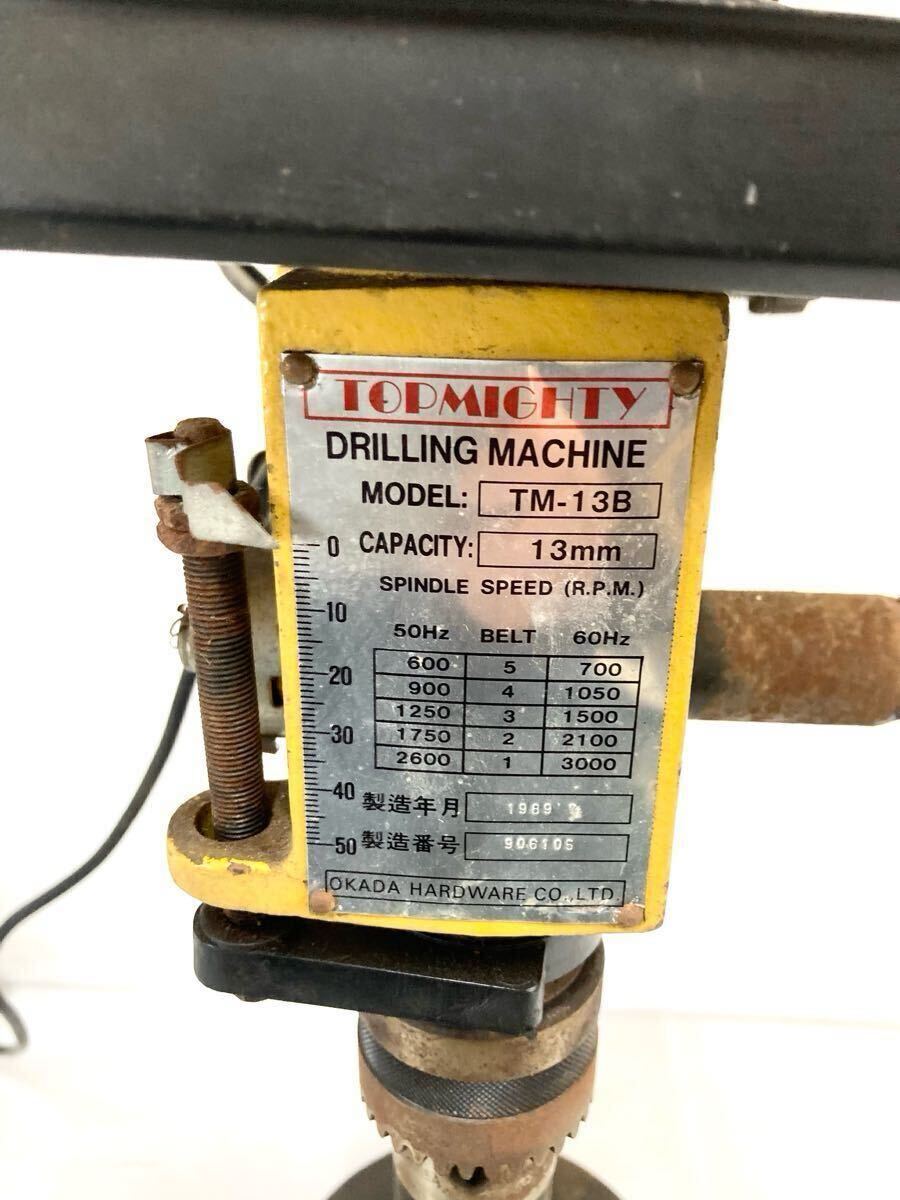 TOPMIGHTY
DRILLING MACHINE
MODEL: TM-13B
0 CAPACITY: 13mm
SPINDLE SPEED (R.P.M.)
10
50Hz BELT 60Hz
600 5 700
20 900 4 1050
1250 3 1500
30 1750 2 2100
2600 1 3000
40 製造年月 1989'
50 製造番号
OKADA HARDWARE CO.,LTD.